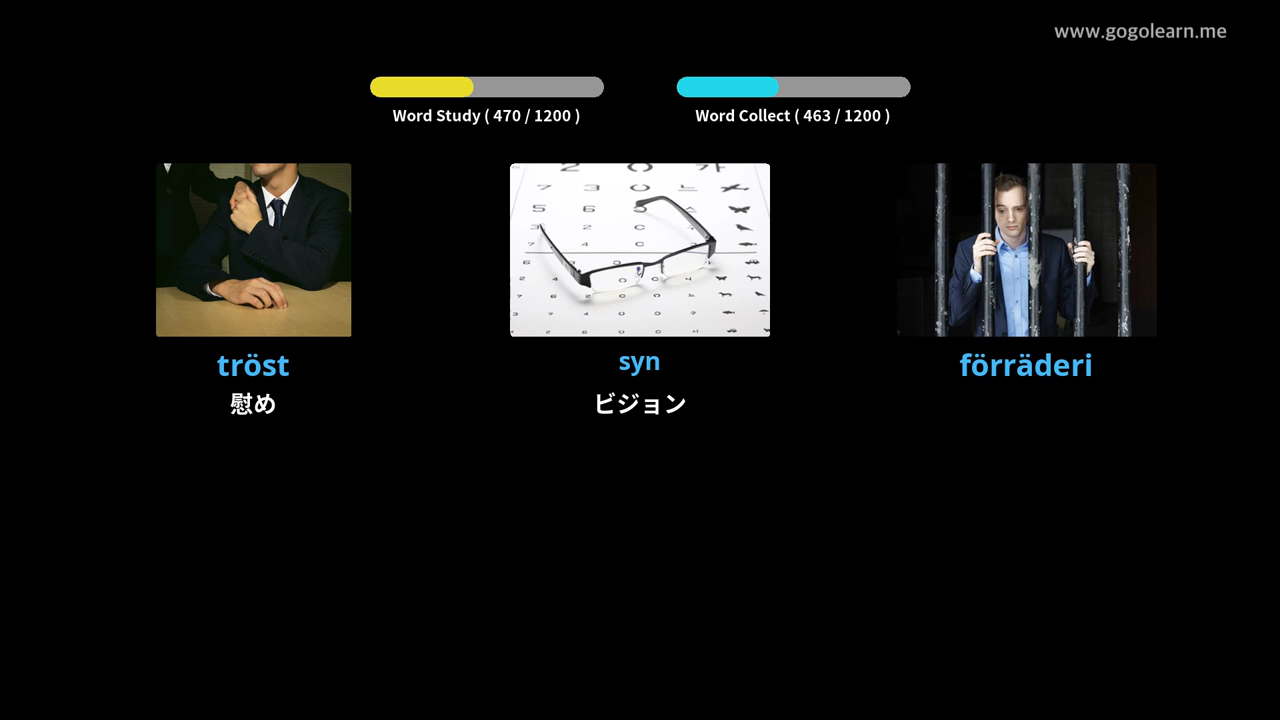 www.gogolearn.me
Word Study ( 470 / 1200 )
Word Collect ( 463 / 1200 )
tröst
syn
förräderi
慰め
ビジョン